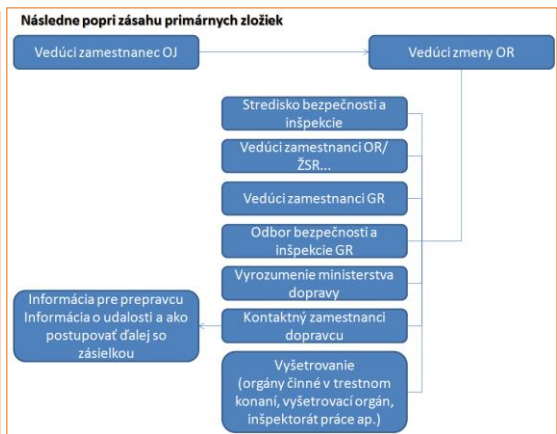 Následne popri zásahu primárnych zložiek
Vedúci zamestnanec OJ
Vedúci zmeny OR
Stredisko bezpečnosti a
inšpekcie
Vedúci zamestnanci OR/
ŽSR...
Vedúci zamestnanci GR
Odbor bezpečnosti a
inšpekcie GR
Vyrozumenie ministerstva
dopravy
Informácia pre prepravcu
Informácia o udalosti a ako
postupovať ďalej so
zásielkou
Kontaktný zamestnanci
dopravcu
Vyšetrovanie
(orgány činné v trestnom
konaní, vyšetrovací orgán,
inšpektorát práce ap.)